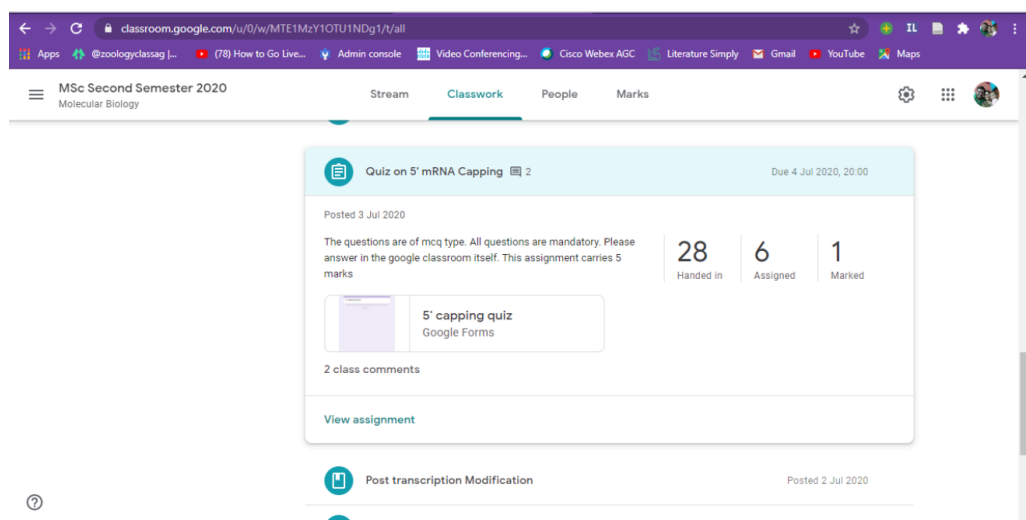 classroom.google.com/u/0/w/MTE1MzY1OTU1NDg1/t/all
IL
Apps @zoologyclassag |... (78) How to Go Live... Admin console Video Conferencing... Cisco Webex AGC Literature Simply Gmail YouTube Maps
MSc Second Semester 2020
Molecular Biology
Stream Classwork People Marks
Quiz on 5' mRNA Capping 2 Due 4 Jul 2020, 20:00
Posted 3 Jul 2020
The questions are of mcq type. All questions are mandatory. Please
answer in the google classroom itself. This assignment carries 5
marks
28 6 1
Handed in Assigned Marked
5' capping quiz
Google Forms
2 class comments
View assignment
Post transcription Modification Posted 2 Jul 2020